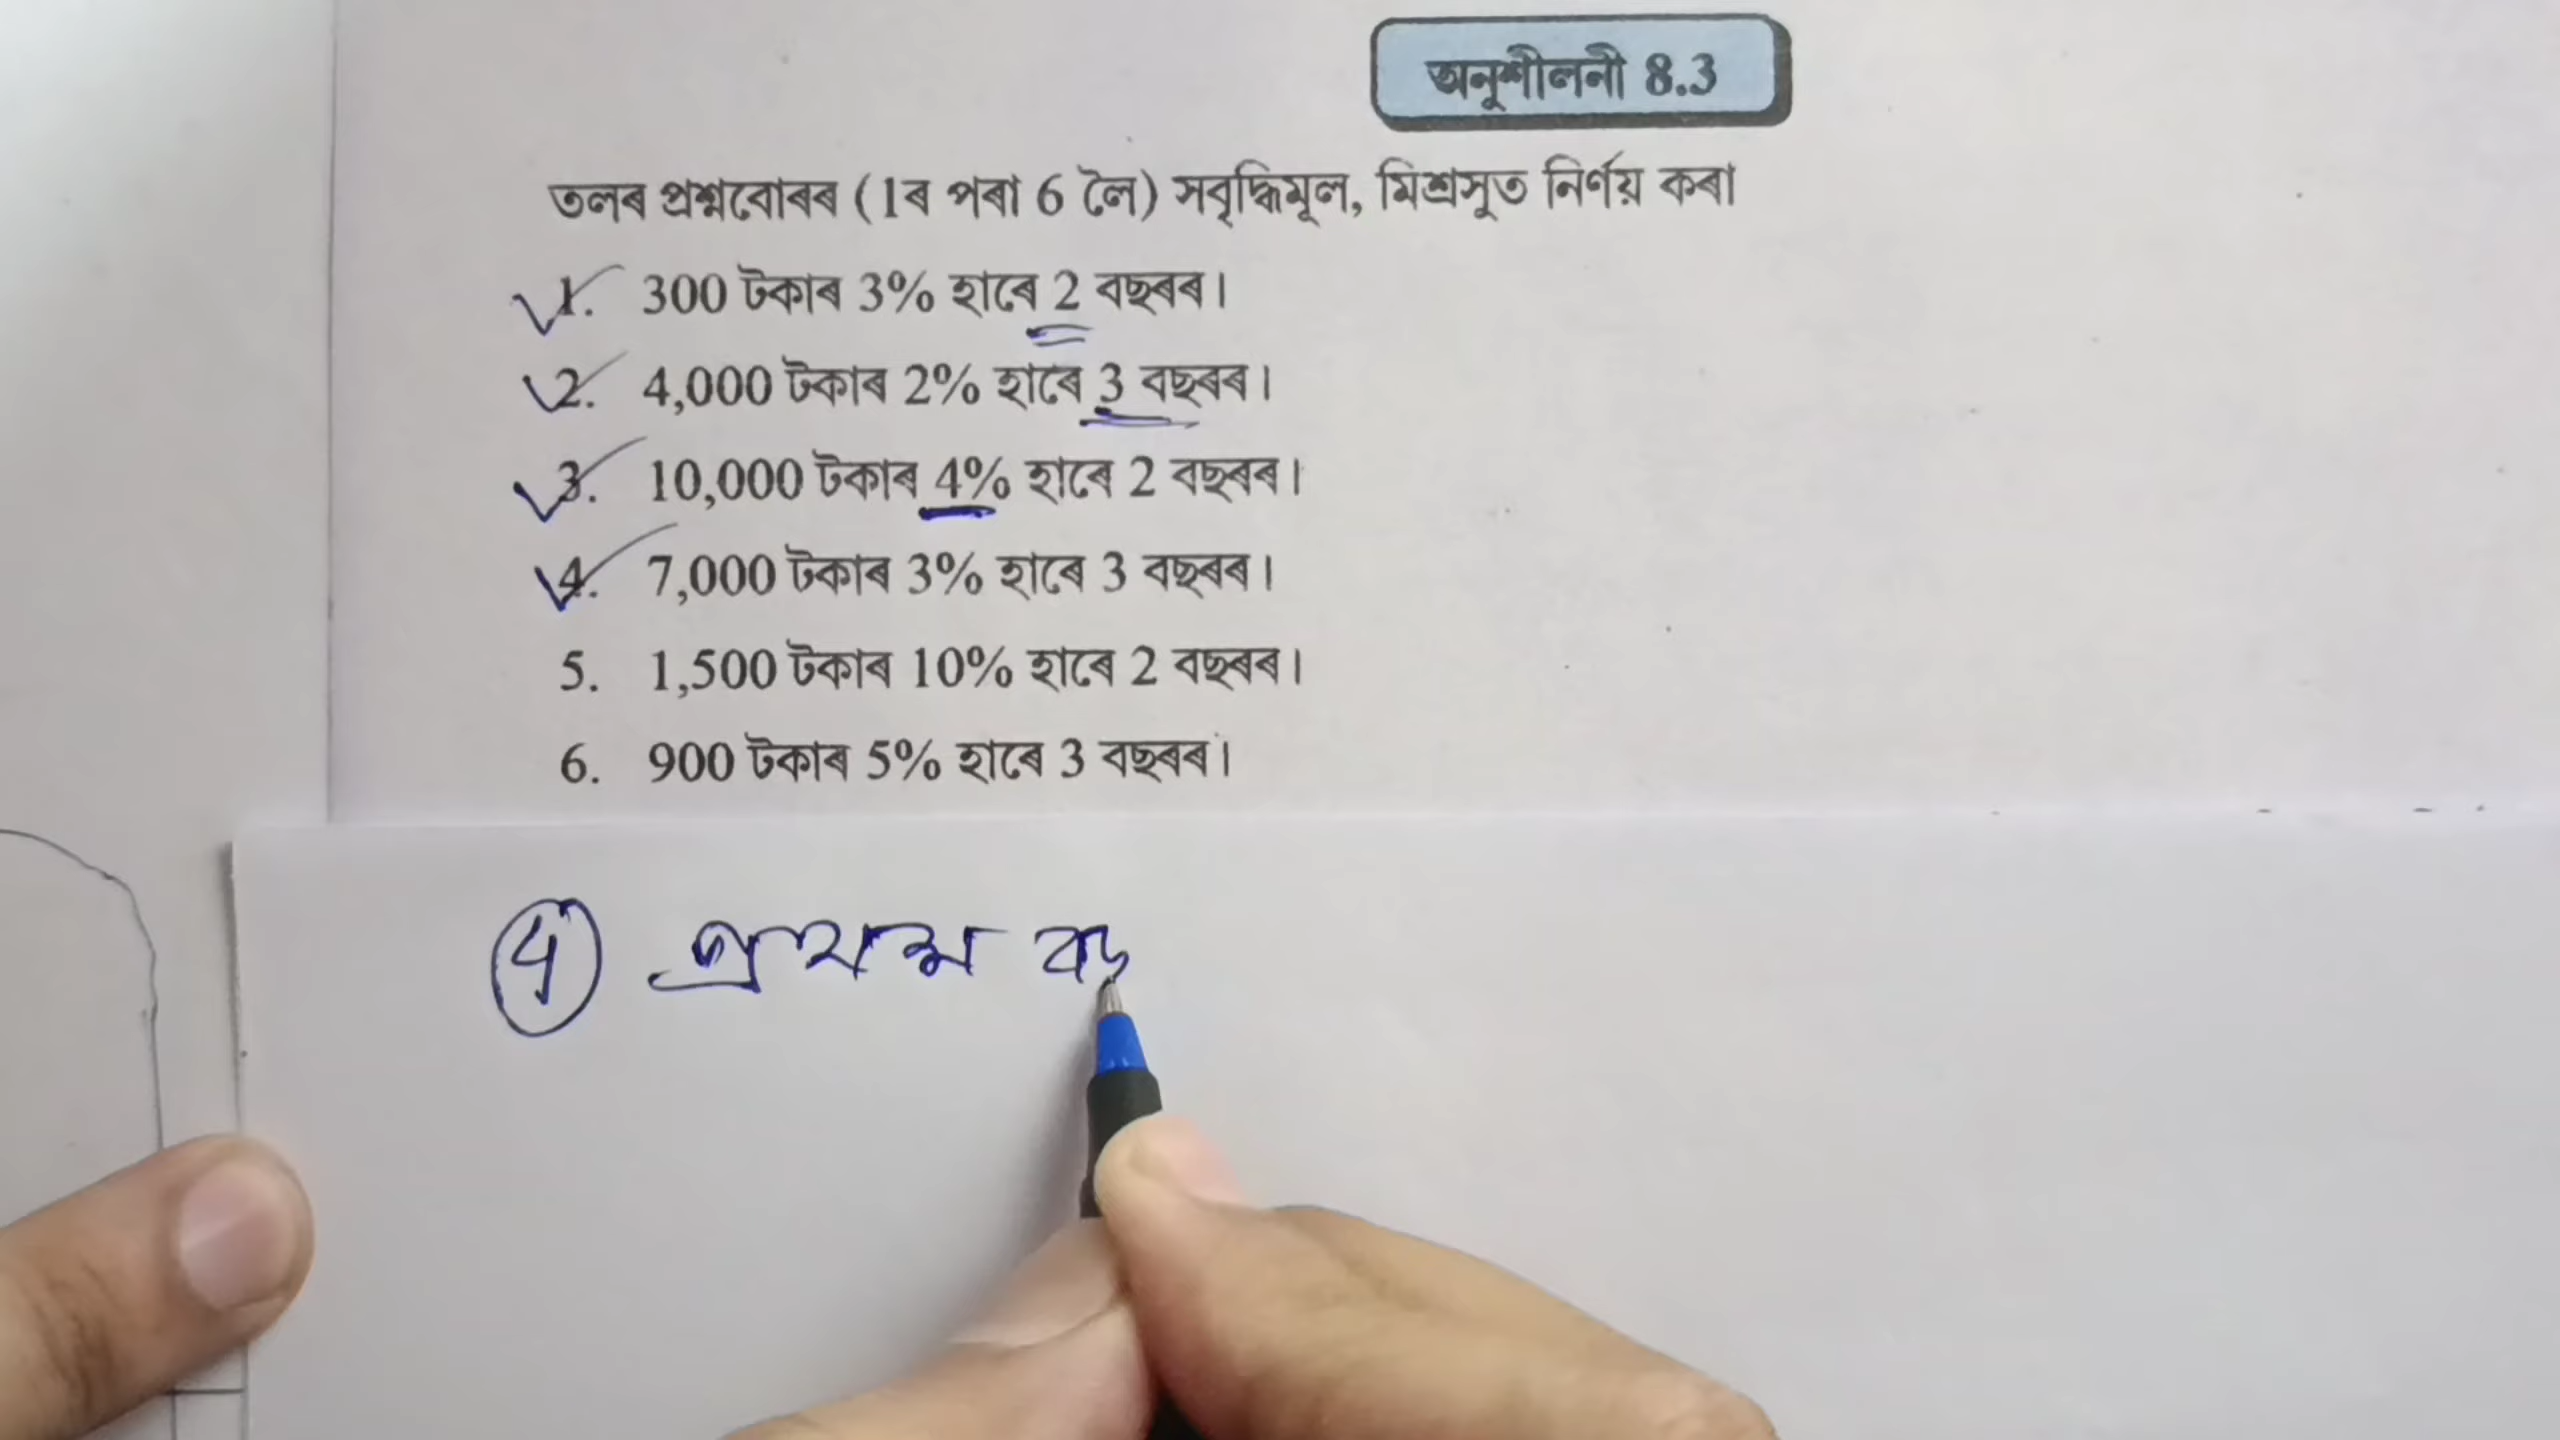 অনুশীলনী 8.3
তলৰ প্ৰশ্নবোৰৰ (1ৰ পৰা 6 লৈ) সবৃদ্ধিমূল, মিশ্ৰসুত নিৰ্ণয় কৰা
1. 300 টকাৰ 3% হাৰে 2 বছৰৰ।
2. 4,000 টকাৰ 2% হাৰে 3 বছৰৰ।
3. 10,000 টকাৰ 4% হাৰে 2 বছৰৰ।
4. 7,000 টকাৰ 3% হাৰে 3 বছৰৰ।
5. 1,500 টকাৰ 10% হাৰে 2 বছৰৰ।
6. 900 টকাৰ 5% হাৰে 3 বছৰৰ।
4 প্ৰথম